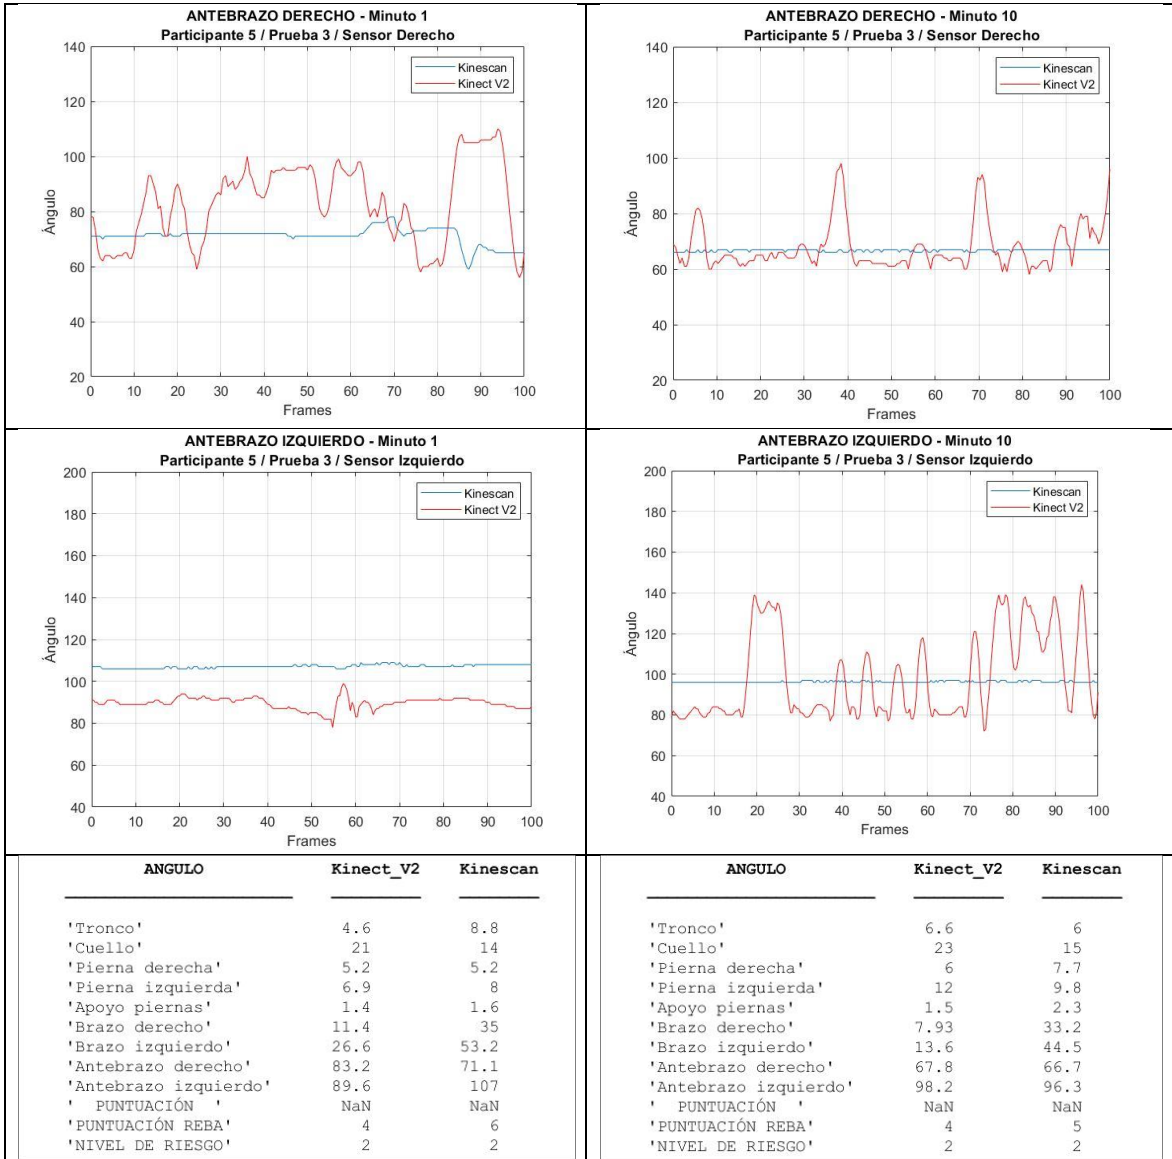 ANTEBRAZO DERECHO - Minuto 1
Participante 5 / Prueba 3 / Sensor Derecho
Kinescan
Kinect V2
140
120
100
80
60
40
20
Ángulo
0 10 20 30 40 50 60 70 80 90 100
Frames
ANTEBRAZO DERECHO - Minuto 10
Participante 5 / Prueba 3 / Sensor Derecho
Kinescan
Kinect V2
140
120
100
80
60
40
20
Ángulo
0 10 20 30 40 50 60 70 80 90 100
Frames
ANTEBRAZO IZQUIERDO - Minuto 1
Participante 5 / Prueba 3 / Sensor Izquierdo
Kinescan
Kinect V2
200
180
160
140
120
100
80
60
40
Ángulo
0 10 20 30 40 50 60 70 80 90 100
Frames
ANTEBRAZO IZQUIERDO - Minuto 10
Participante 5 / Prueba 3 / Sensor Izquierdo
Kinescan
Kinect V2
200
180
160
140
120
100
80
60
40
Ángulo
0 10 20 30 40 50 60 70 80 90 100
Frames
ANGULO Kinect_V2 Kinescan
'Tronco' 4.6 8.8
'Cuello' 21 14
'Pierna derecha' 5.2 5.2
'Pierna izquierda' 6.9 8
'Apoyo piernas' 1.4 1.6
'Brazo derecho' 11.4 35
'Brazo izquierdo' 26.6 53.2
'Antebrazo derecho' 83.2 71.1
'Antebrazo izquierdo' 89.6 107
' PUNTUACIÓN ' NaN NaN
'PUNTUACIÓN REBA' 4 6
'NIVEL DE RIESGO' 2 2
ANGULO Kinect_V2 Kinescan
'Tronco' 6.6 6
'Cuello' 23 15
'Pierna derecha' 6 7.7
'Pierna izquierda' 12 9.8
'Apoyo piernas' 1.5 2.3
'Brazo derecho' 7.93 33.2
'Brazo izquierdo' 13.6 44.5
'Antebrazo derecho' 67.8 66.7
'Antebrazo izquierdo' 98.2 96.3
' PUNTUACIÓN ' NaN NaN
'PUNTUACIÓN REBA' 4 5
'NIVEL DE RIESGO' 2 2